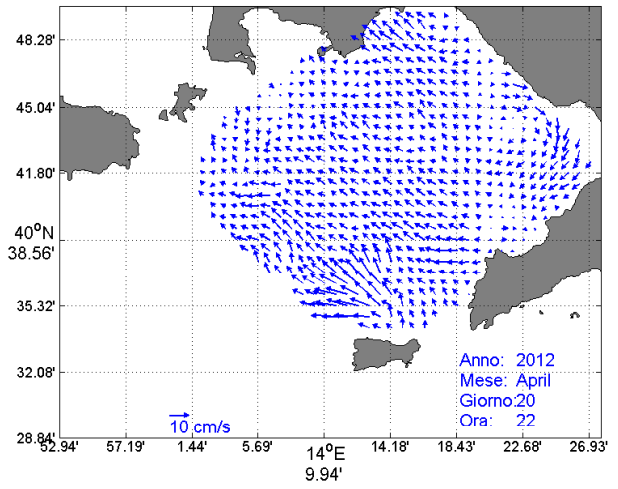 48.28'
45.04'
41.80'
40°N
38.56'
35.32'
32.08'
28.84'
Anno: 2012
Mese: April
Giorno:20
Ora: 22
10 cm/s
52.94' 57.19' 1.44' 5.69' 14°E 14.18' 18.43' 22.68' 26.93'
9.94'